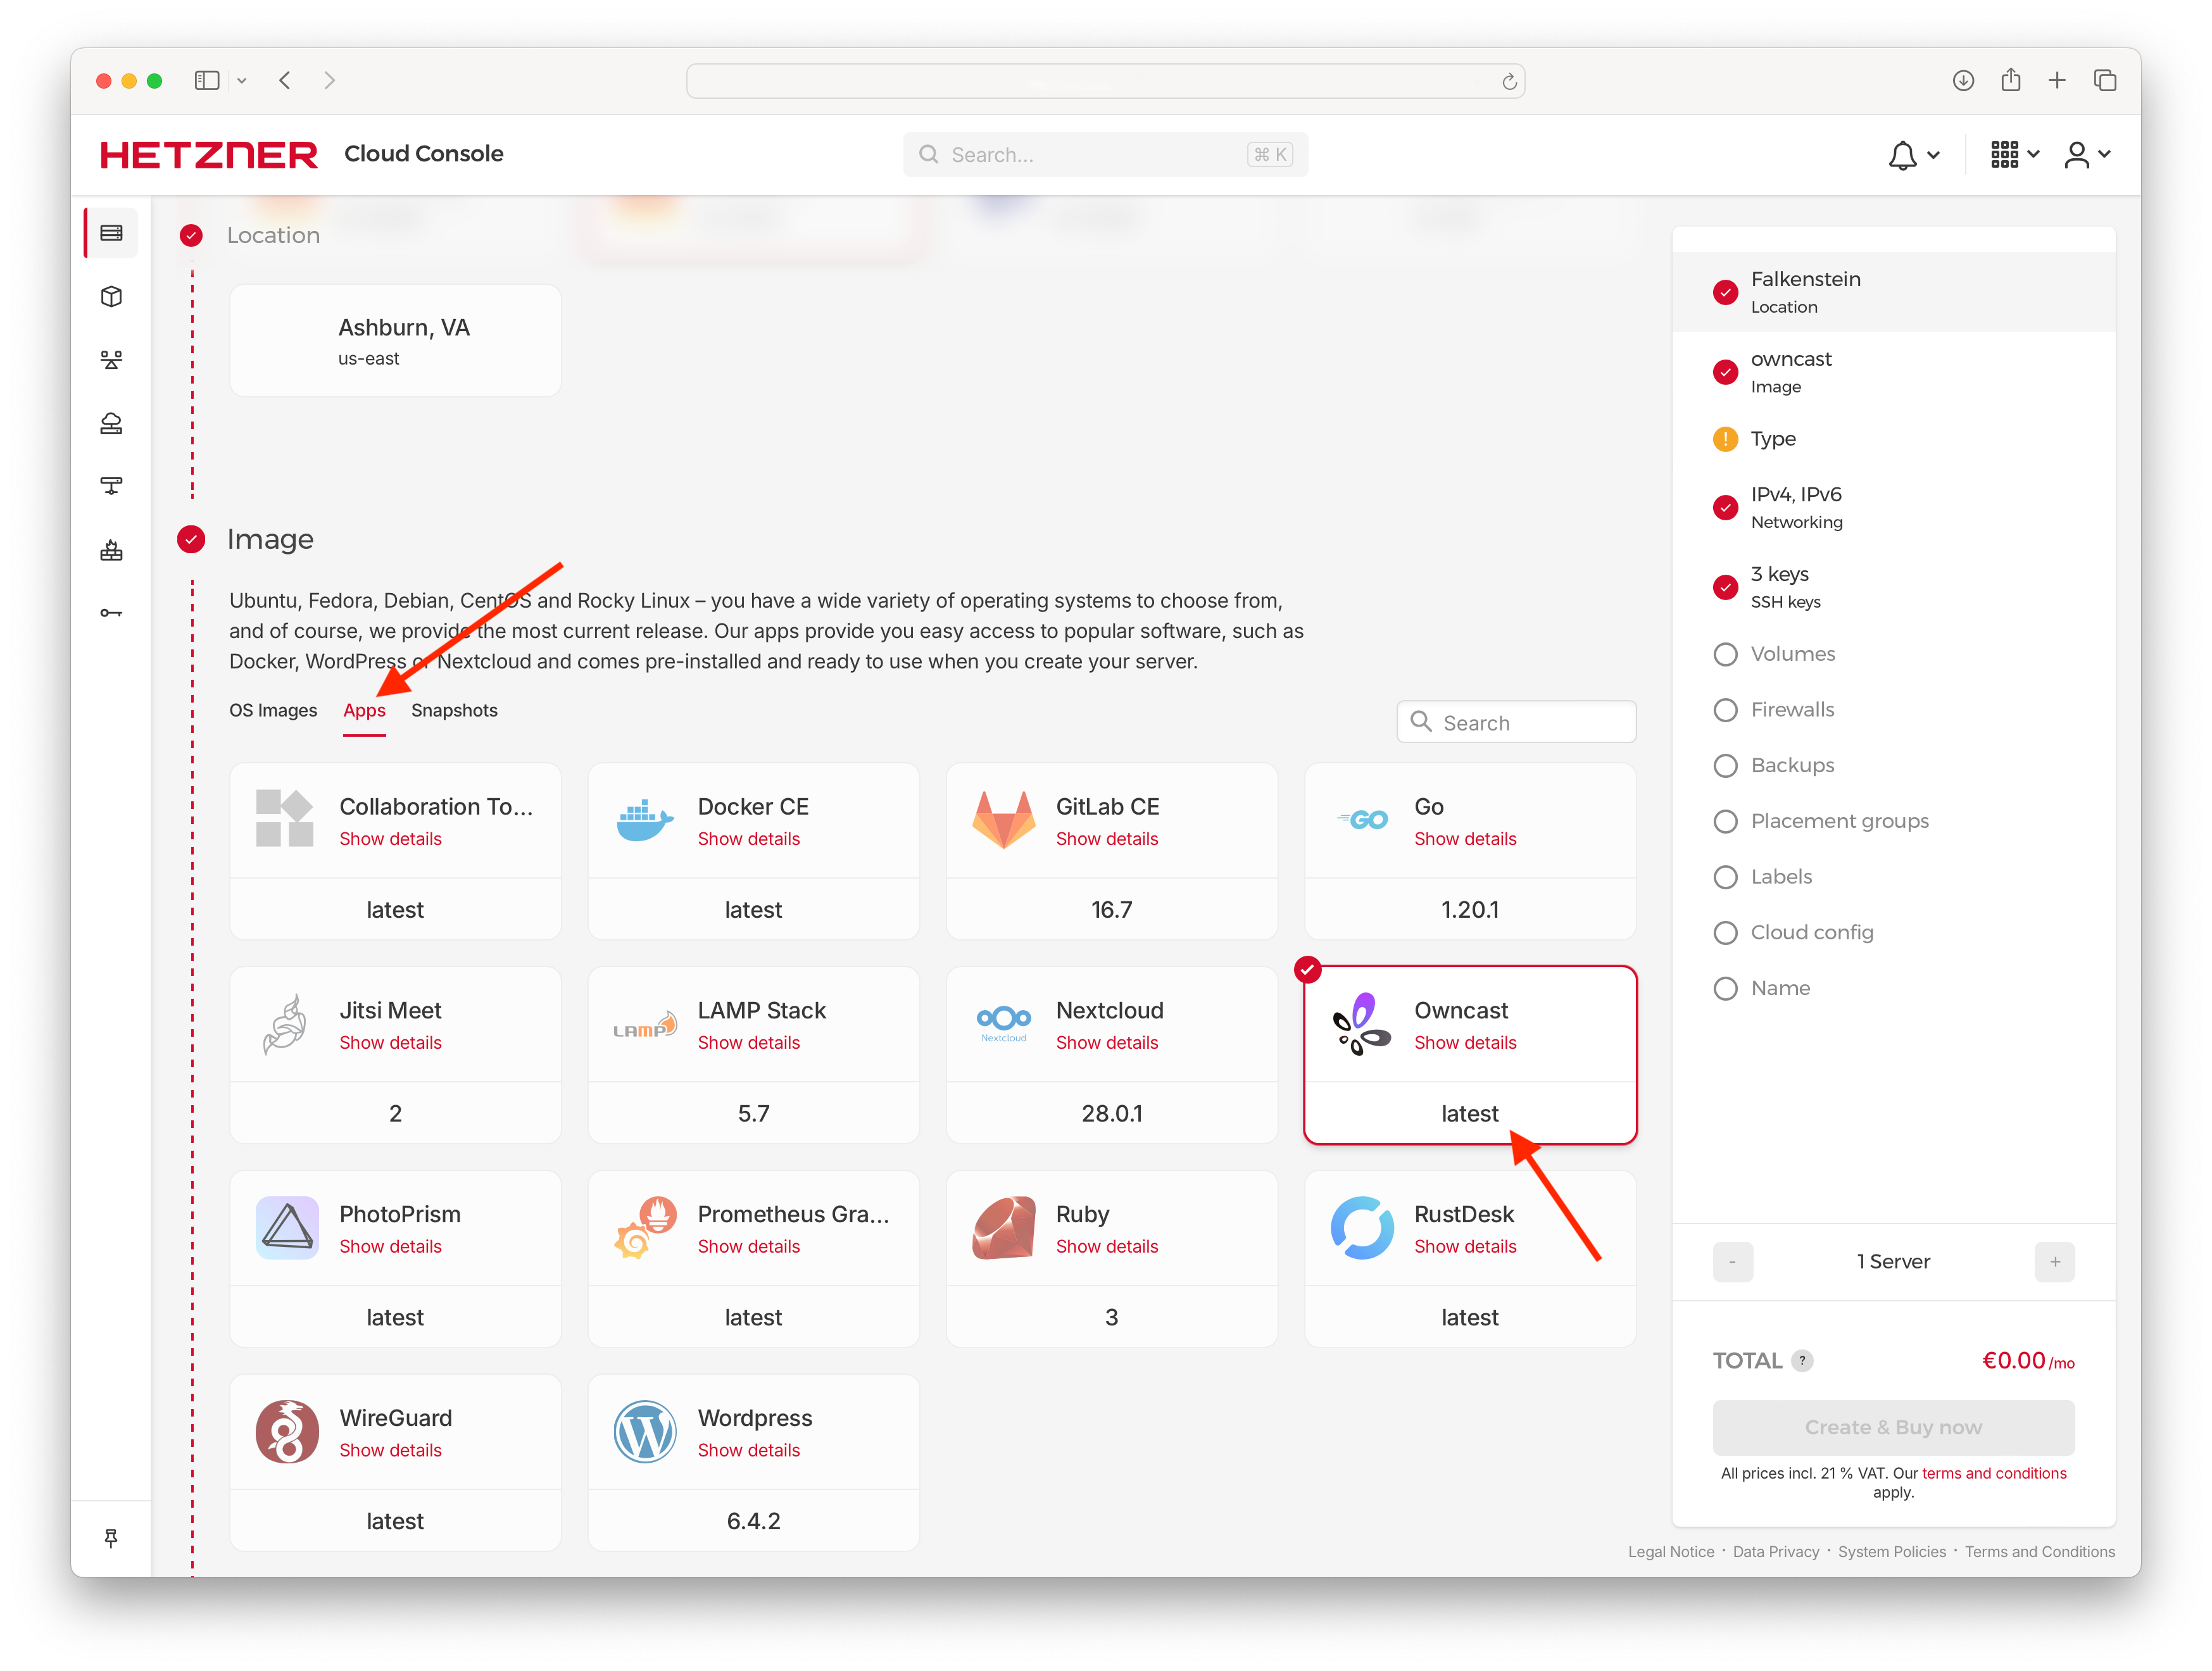 HETZNER
Cloud Console
Search...
⌘ K
Location
Ashburn, VA
us-east
Image
Ubuntu, Fedora, Debian, CentOS and Rocky Linux – you have a wide variety of operating systems to choose from,
and of course, we provide the most current release. Our apps provide you easy access to popular software, such as
Docker, WordPress or Nextcloud and comes pre-installed and ready to use when you create your server.
OS Images
Apps
Snapshots
Search
Collaboration To...
Show details
latest
Docker CE
Show details
latest
GitLab CE
Show details
16.7
GO
Go
Show details
1.20.1
Jitsi Meet
Show details
2
LAMP
LAMP Stack
Show details
5.7
Nextcloud
Nextcloud
Show details
28.0.1
Owncast
Show details
latest
PhotoPrism
Show details
latest
Prometheus Gra...
Show details
latest
Ruby
Show details
3
RustDesk
Show details
latest
WireGuard
Show details
latest
Wordpress
Show details
6.4.2
Falkenstein
Location
owncast
Image
Type
IPv4, IPv6
Networking
3 keys
SSH keys
Volumes
Firewalls
Backups
Placement groups
Labels
Cloud config
Name
- 1 Server +
TOTAL ? €0.00/mo
Create & Buy now
All prices incl. 21 % VAT. Our terms and conditions
apply.
Legal Notice · Data Privacy · System Policies · Terms and Conditions